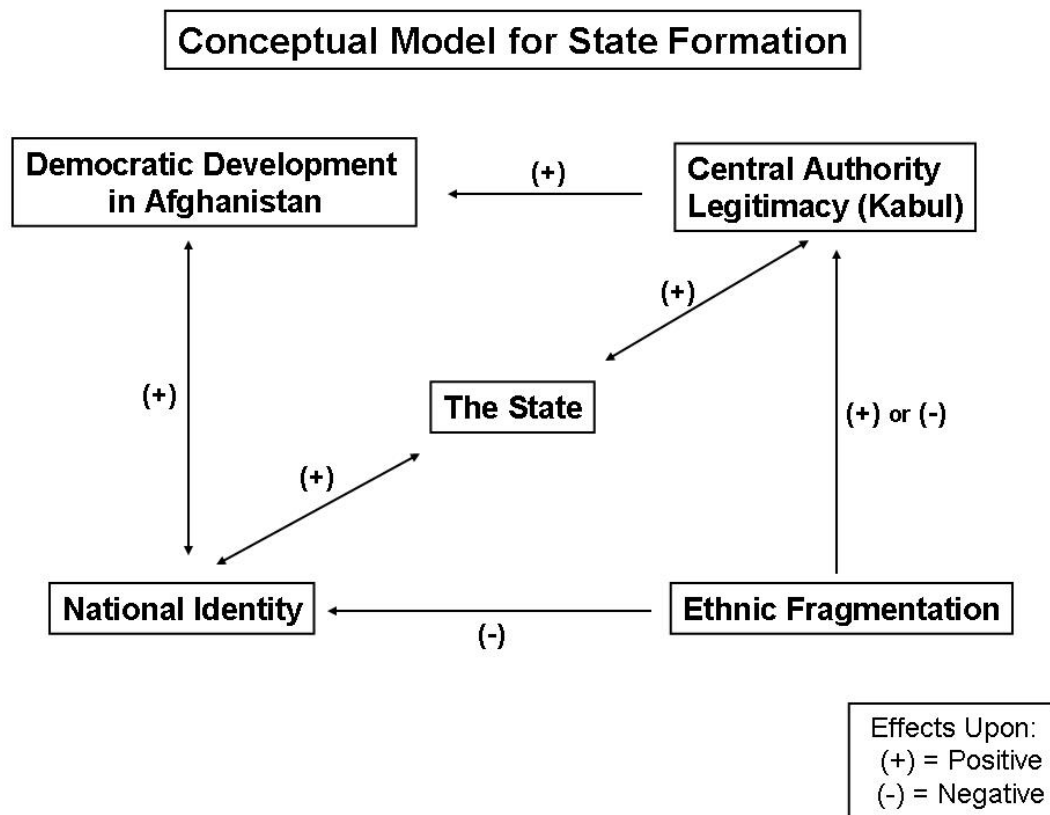 Conceptual Model for State Formation
Democratic Development
in Afghanistan
(+)
Central Authority
Legitimacy (Kabul)
(+)
(+)
The State
(+) or (-)
(+)
National Identity
(-)
Ethnic Fragmentation
Effects Upon:
(+) = Positive
(-) = Negative